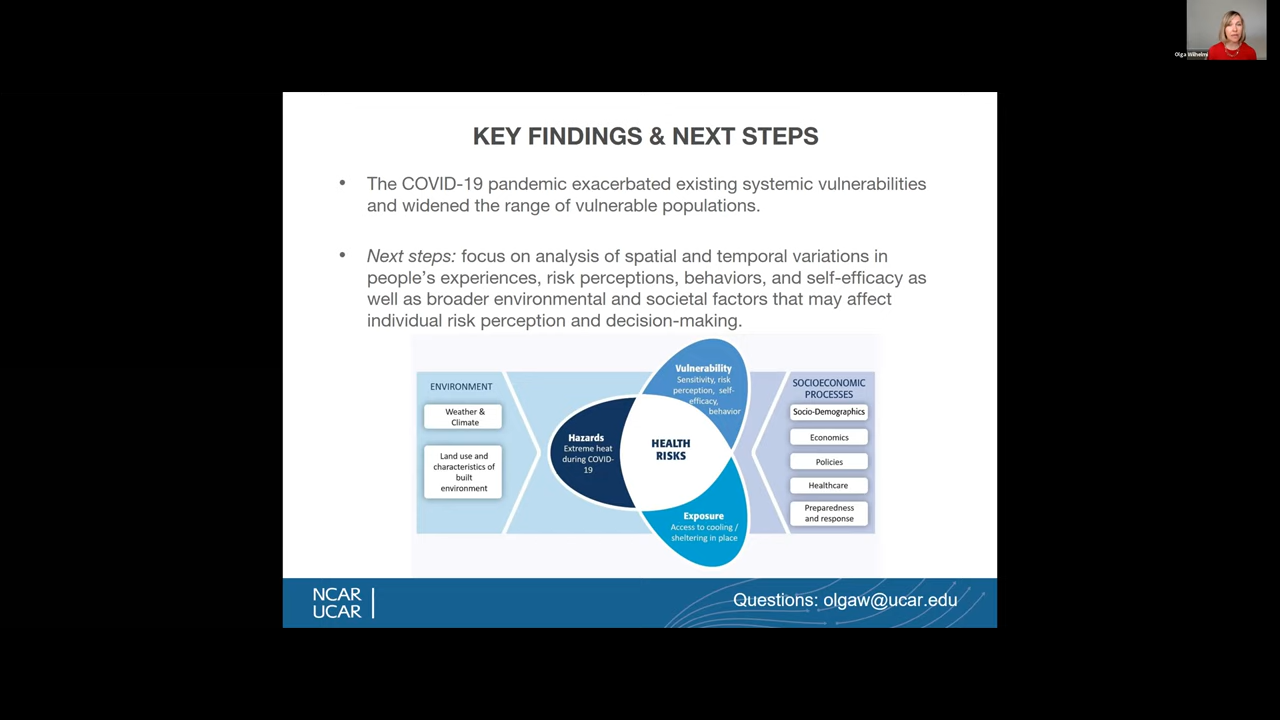 Olga Wilhelmi
KEY FINDINGS & NEXT STEPS
• The COVID-19 pandemic exacerbated existing systemic vulnerabilities
and widened the range of vulnerable populations.
• Next steps: focus on analysis of spatial and temporal variations in
people’s experiences, risk perceptions, behaviors, and self-efficacy as
well as broader environmental and societal factors that may affect
individual risk perception and decision-making.
ENVIRONMENT
Weather &
Climate
Land use and
characteristics of
built
environment
Hazards
Extreme heat
during COVID-
19
HEALTH
RISKS
Vulnerability
Sensitivity, risk
perception, self-
efficacy,
behavior
Exposure
Access to cooling /
sheltering in place
SOCIOECONOMIC
PROCESSES
Socio-Demographics
Economics
Policies
Healthcare
Preparedness
and response
NCAR
UCAR
Questions: olgaw@ucar.edu